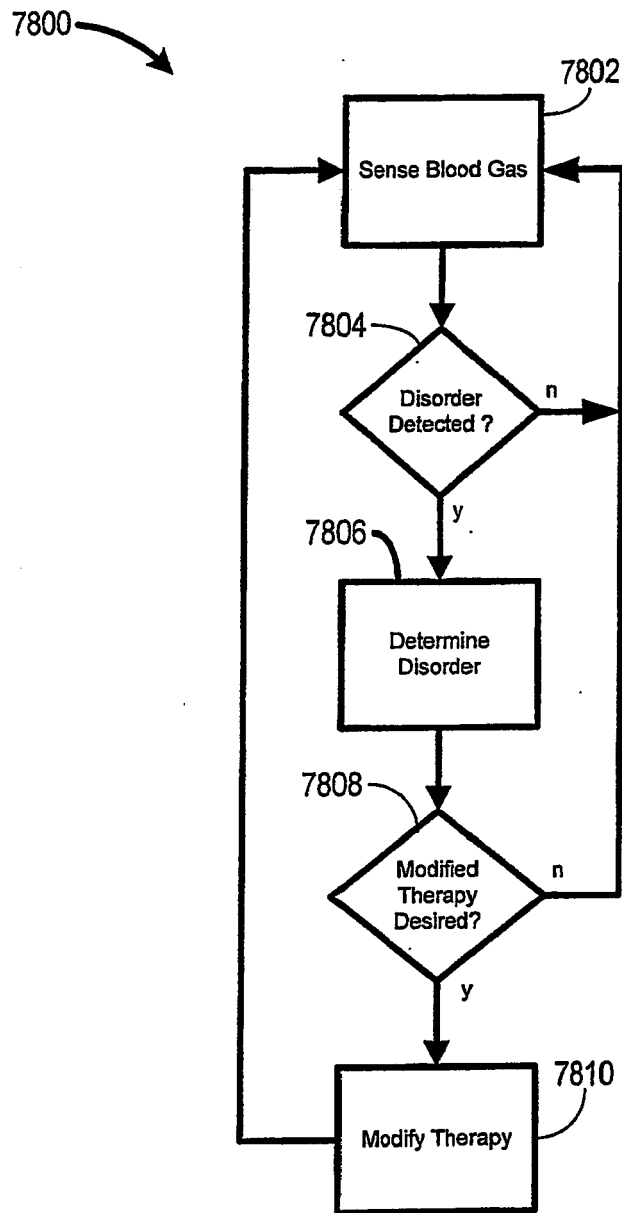 7800
7802
Sense Blood Gas
7804
Disorder
Detected ?
n
y
7806
Determine
Disorder
7808
Modified
Therapy
Desired?
n
y
7810
Modify Therapy